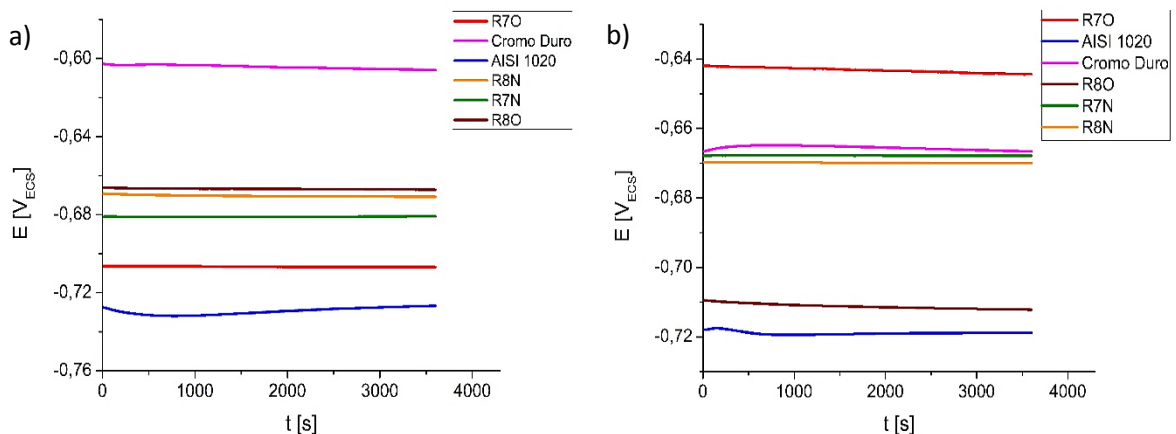 a)
R7O
Cromo Duro
AISI 1020
R8N
R7N
R8O
-0,60
-0,64
-0,68
-0,72
-0,76
E [V_ECS]
0 1000 2000 3000 4000
t [s]
b)
R7O
AISI 1020
Cromo Duro
R8O
R7N
R8N
-0,64
-0,66
-0,68
-0,70
-0,72
E [V_ECS]
0 1000 2000 3000 4000
t [s]